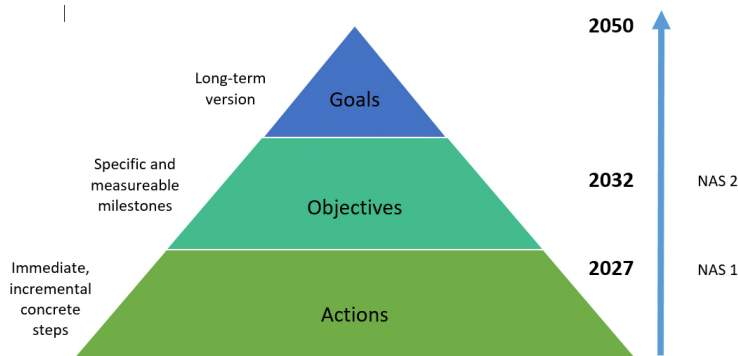 2050
Long-term
version
Goals
Specific and
measureable
milestones
Objectives
2032
NAS 2
Immediate,
incremental
concrete
steps
Actions
2027
NAS 1